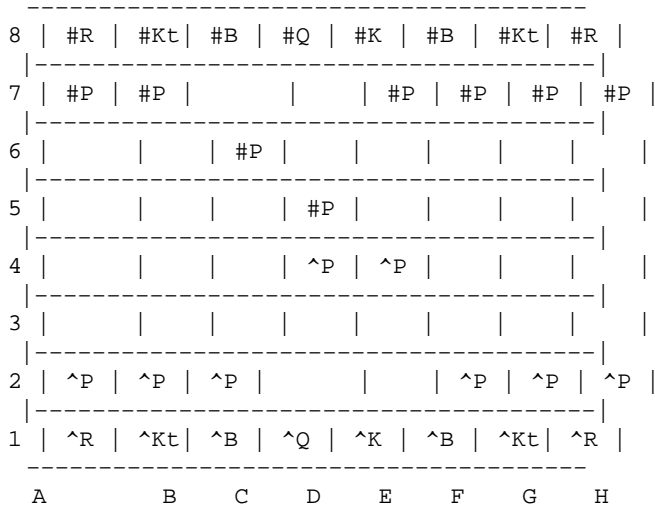 ---------------------------------------
8 | #R | #Kt| #B | #Q | #K | #B | #Kt| #R |
|---------------------------------------|
7 | #P | #P | | | #P | #P | #P | #P |
|---------------------------------------|
6 | | | #P | | | | | |
|---------------------------------------|
5 | | | | #P | | | | |
|---------------------------------------|
4 | | | | ^P | ^P | | | |
|---------------------------------------|
3 | | | | | | | | |
|---------------------------------------|
2 | ^P | ^P | ^P | | | ^P | ^P | ^P |
|---------------------------------------|
1 | ^R | ^Kt| ^B | ^Q | ^K | ^B | ^Kt| ^R |
---------------------------------------
A B C D E F G H